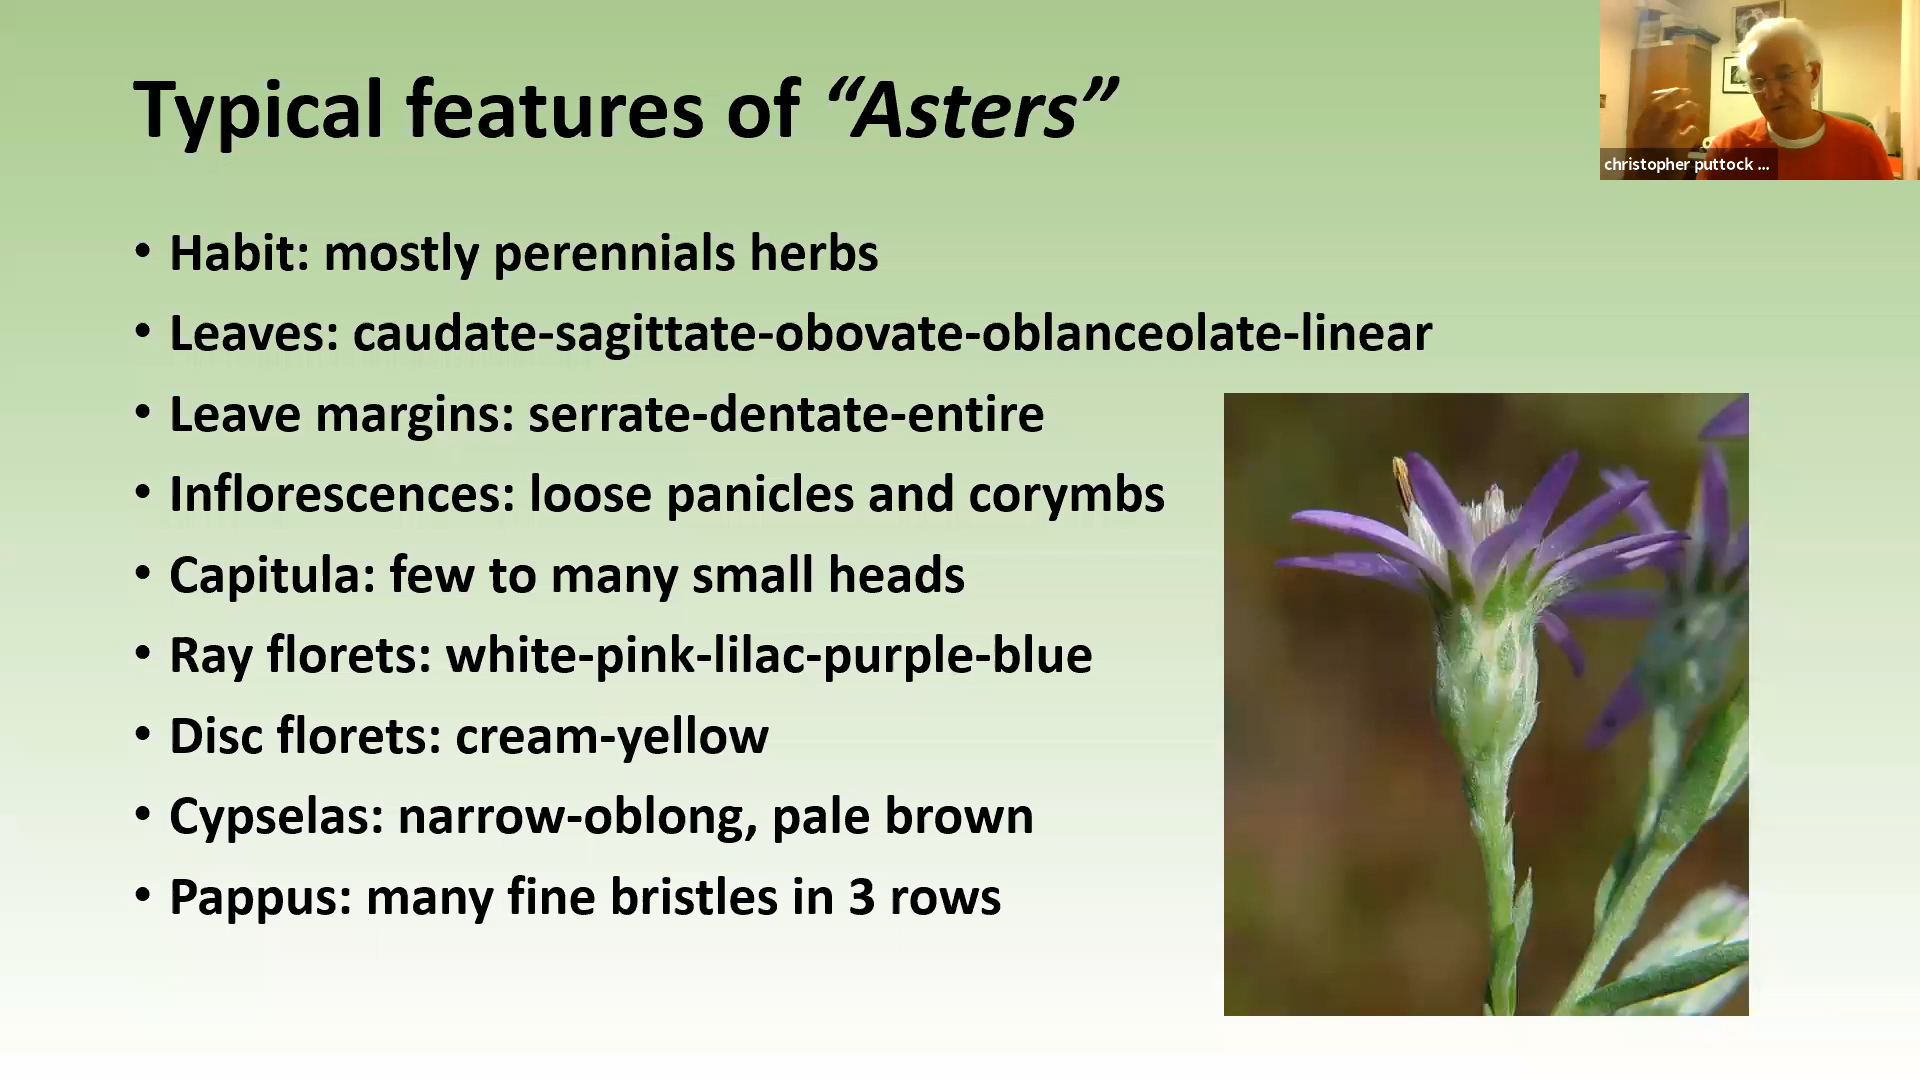 Typical features of “Asters”
christopher puttock ...
• Habit: mostly perennials herbs
• Leaves: caudate-sagittate-obovate-oblanceolate-linear
• Leave margins: serrate-dentate-entire
• Inflorescences: loose panicles and corymbs
• Capitula: few to many small heads
• Ray florets: white-pink-lilac-purple-blue
• Disc florets: cream-yellow
• Cypselas: narrow-oblong, pale brown
• Pappus: many fine bristles in 3 rows